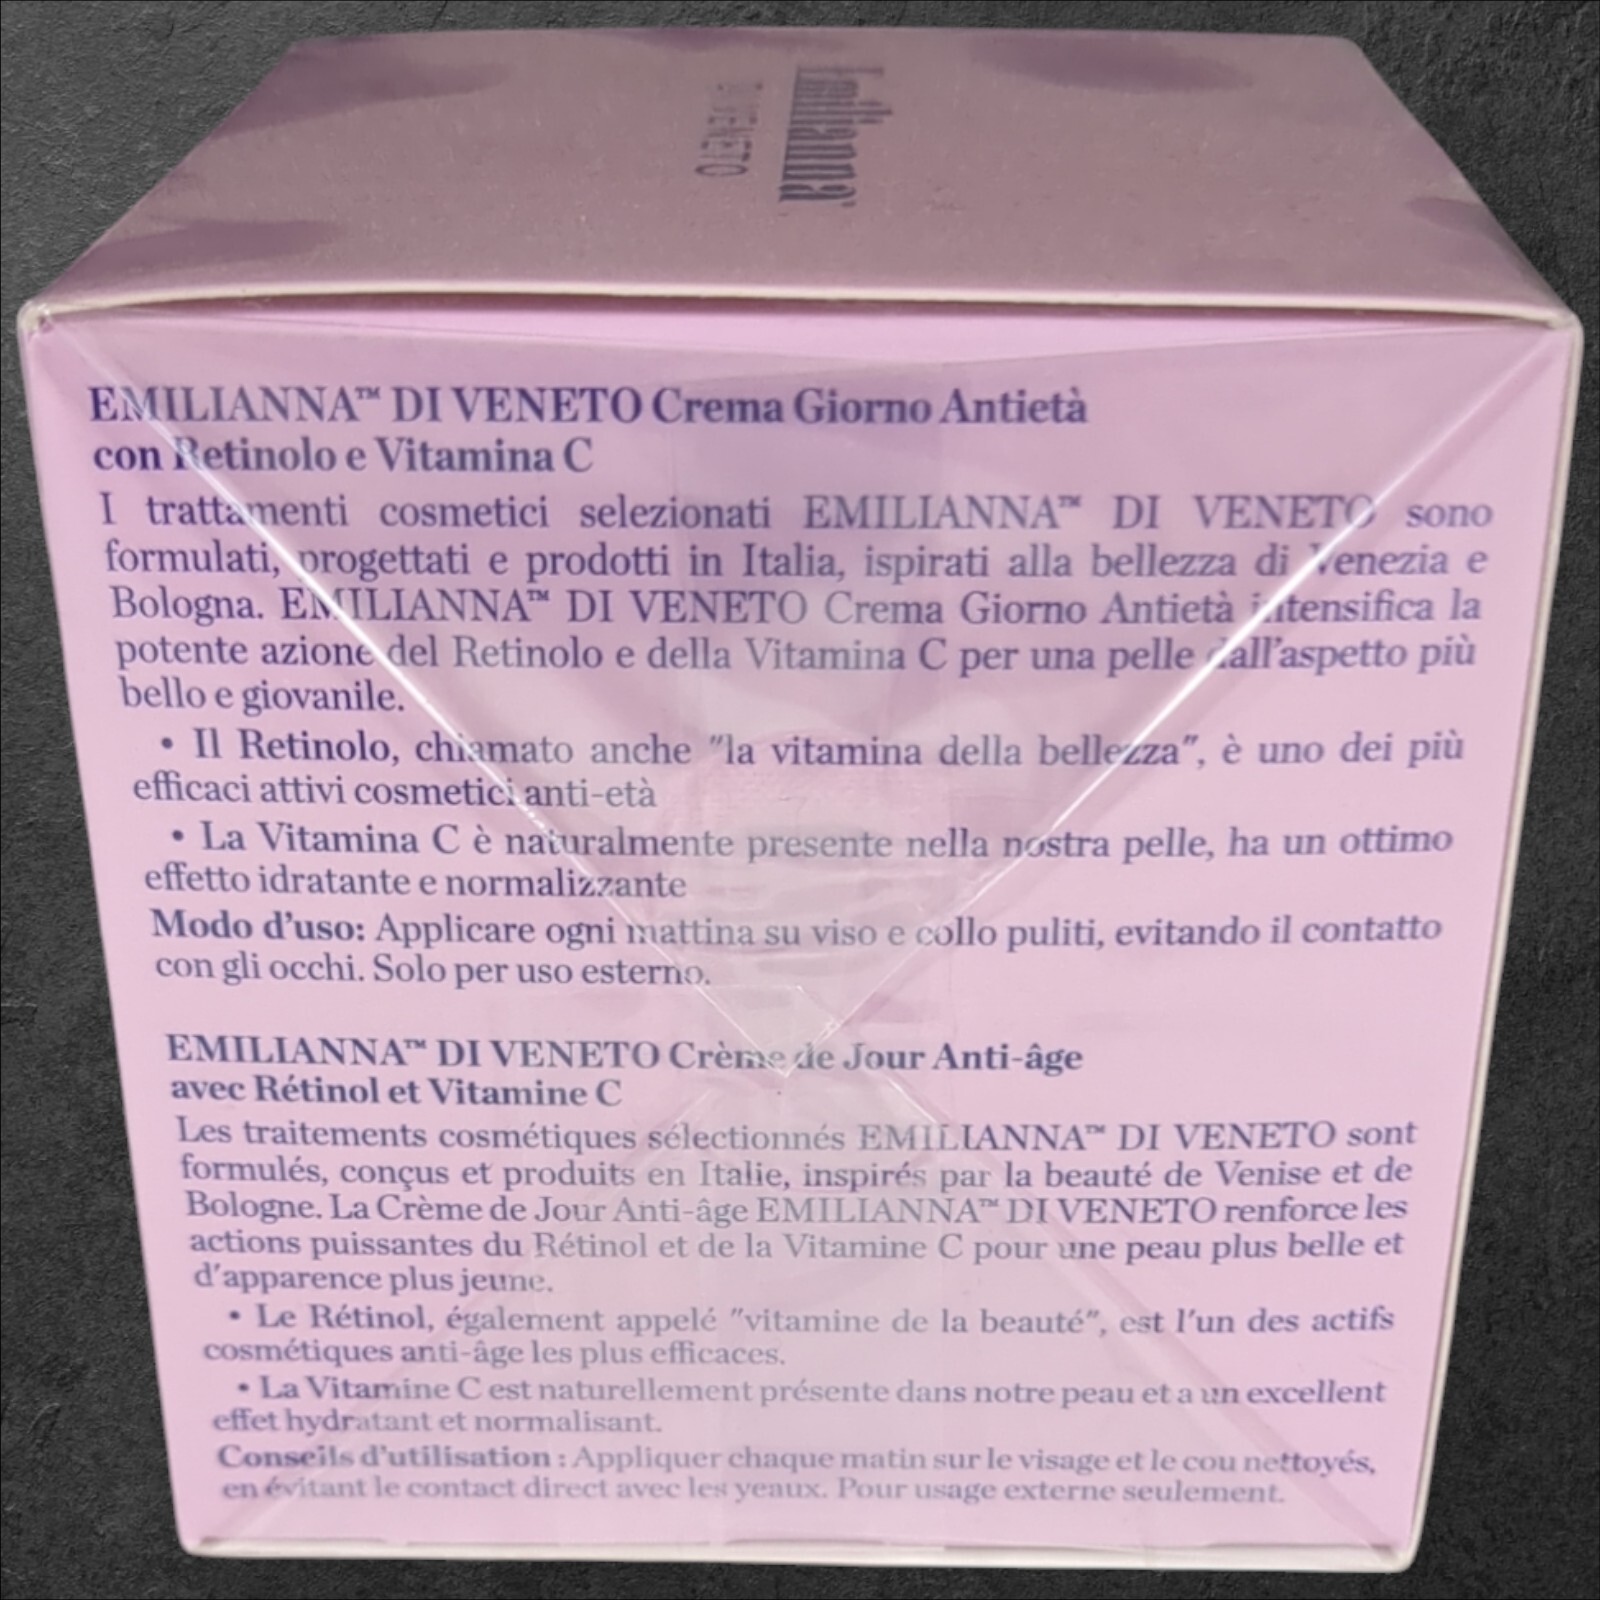 Emilianna
DI VENETO
EMILIANNA™ DI VENETO Crema Giorno Antietà
con Retinolo e Vitamina C
I trattamenti cosmetici selezionati EMILIANNA™ DI VENETO sono
formulati, progettati e prodotti in Italia, ispirati alla bellezza di Venezia e
Bologna. EMILIANNA™ DI VENETO Crema Giorno Antietà intensifica la
potente azione del Retinolo e della Vitamina C per una pelle dall'aspetto più
bello e giovanile.
• Il Retinolo, chiamato anche "la vitamina della bellezza", è uno dei più
efficaci attivi cosmetici anti-età
• La Vitamina C è naturalmente presente nella nostra pelle, ha un ottimo
effetto idratante e normalizzante
Modo d'uso: Applicare ogni mattina su viso e collo puliti, evitando il contatto
con gli occhi. Solo per uso esterno.
EMILIANNA™ DI VENETO Crème de Jour Anti-âge
avec Rétinol et Vitamine C
Les traitements cosmétiques sélectionnés EMILIANNA™ DI VENETO sont
formulés, conçus et produits en Italie, inspirés par la beauté de Venise et de
Bologne. La Crème de Jour Anti-âge EMILIANNA™ DI VENETO renforce les
actions puissantes du Rétinol et de la Vitamine C pour une peau plus belle et
d'apparence plus jeune.
• Le Rétinol, également appelé "vitamine de la beauté", est l'un des actifs
cosmétiques anti-âge les plus efficaces.
• La Vitamine C est naturellement présente dans notre peau et a un excellent
effet hydratant et normalisant.
Conseils d'utilisation : Appliquer chaque matin sur le visage et le cou nettoyés,
en évitant le contact direct avec les yeaux. Pour usage externe seulement.